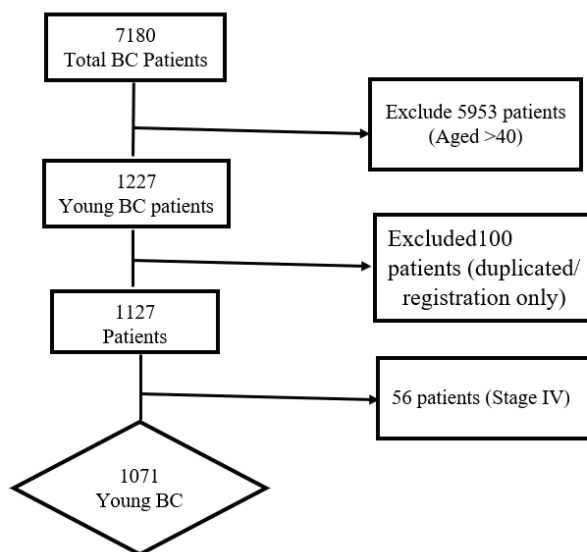 7180
Total BC Patients
Exclude 5953 patients
(Aged >40)
1227
Young BC patients
Excluded100
patients (duplicated/
registration only)
1127
Patients
56 patients (Stage IV)
1071
Young BC